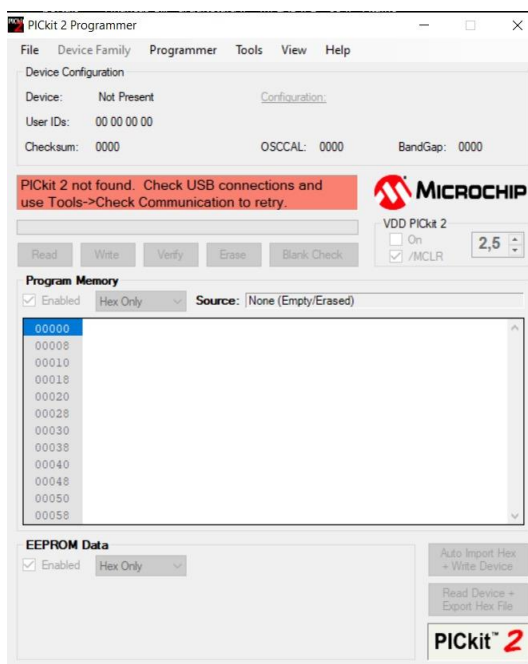 PICkit 2 Programmer
File Device Family Programmer Tools View Help
Device Configuration
Device: Not Present Configuration:
User IDs: 00 00 00 00
Checksum: 0000 OSCCAL: 0000 BandGap: 0000
PICkit 2 not found. Check USB connections and
use Tools->Check Communication to retry.
MICROCHIP
VDD PICkit 2
On
/MCLR
2,5
Read Write Verify Erase Blank Check
Program Memory
Enabled Hex Only Source: None (Empty/Erased)
00000
00008
00010
00018
00020
00028
00030
00038
00040
00048
00050
00058
EEPROM Data
Enabled Hex Only
Auto Import Hex
+ Write Device
Read Device +
Export Hex File
PICkit™ 2